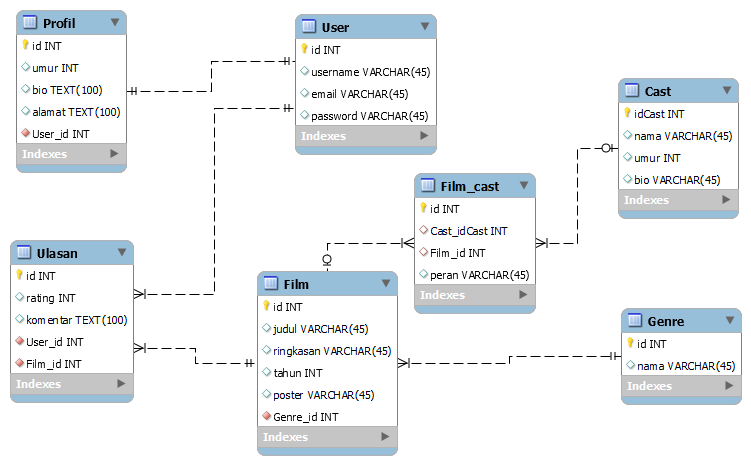 Profil
id INT
umur INT
bio TEXT(100)
alamat TEXT(100)
User_id INT
Indexes
User
id INT
username VARCHAR(45)
email VARCHAR(45)
password VARCHAR(45)
Indexes
Cast
idCast INT
nama VARCHAR(45)
umur INT
bio VARCHAR(45)
Indexes
Film_cast
id INT
Cast_idCast INT
Film_id INT
peran VARCHAR(45)
Indexes
Ulasan
id INT
rating INT
komentar TEXT(100)
User_id INT
Film_id INT
Indexes
Film
id INT
judul VARCHAR(45)
ringkasan VARCHAR(45)
tahun INT
poster VARCHAR(45)
Genre_id INT
Indexes
Genre
id INT
nama VARCHAR(45)
Indexes